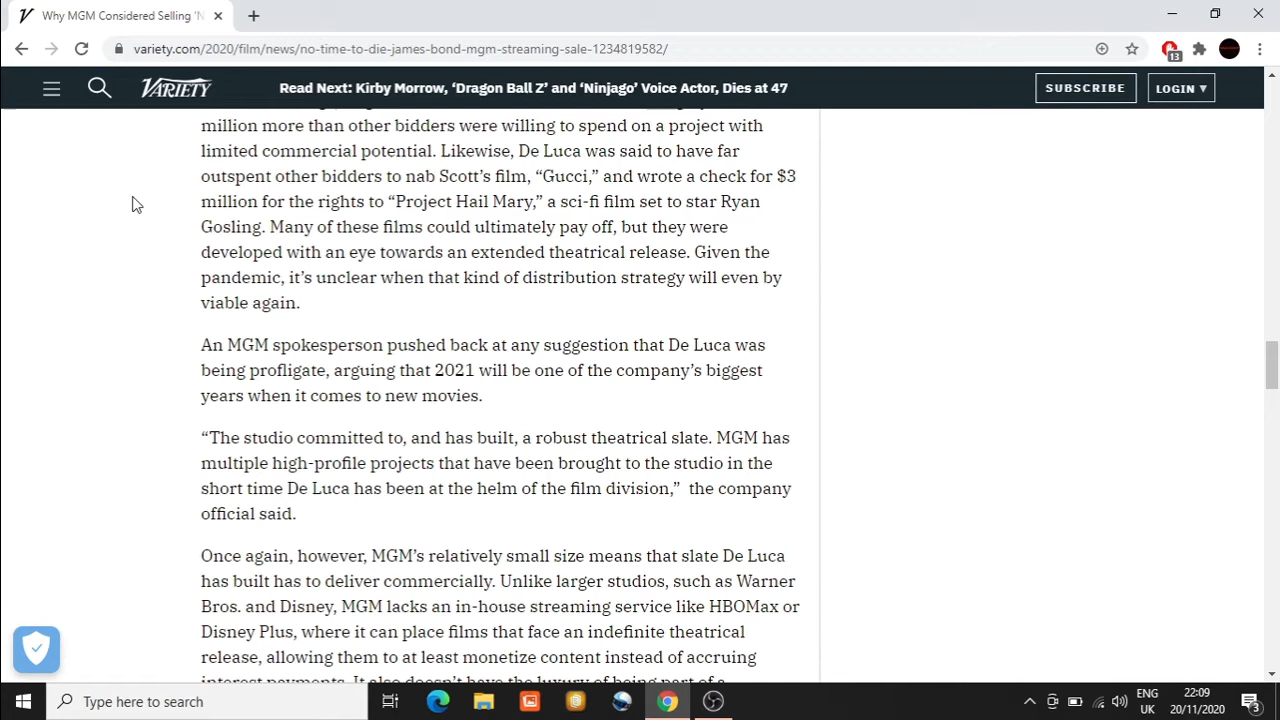 Why MGM Considered Selling 'N
variety.com/2020/film/news/no-time-to-die-james-bond-mgm-streaming-sale-1234819582/
13
VARIETY
Read Next: Kirby Morrow, ‘Dragon Ball Z’ and ‘Ninjago’ Voice Actor, Dies at 47
SUBSCRIBE
LOGIN ▾
million more than other bidders were willing to spend on a project with
limited commercial potential. Likewise, De Luca was said to have far
outspent other bidders to nab Scott’s film, “Gucci,” and wrote a check for $3
million for the rights to “Project Hail Mary,” a sci-fi film set to star Ryan
Gosling. Many of these films could ultimately pay off, but they were
developed with an eye towards an extended theatrical release. Given the
pandemic, it’s unclear when that kind of distribution strategy will even by
viable again.
An MGM spokesperson pushed back at any suggestion that De Luca was
being profligate, arguing that 2021 will be one of the company’s biggest
years when it comes to new movies.
“The studio committed to, and has built, a robust theatrical slate. MGM has
multiple high-profile projects that have been brought to the studio in the
short time De Luca has been at the helm of the film division,” the company
official said.
Once again, however, MGM’s relatively small size means that slate De Luca
has built has to deliver commercially. Unlike larger studios, such as Warner
Bros. and Disney, MGM lacks an in-house streaming service like HBOMax or
Disney Plus, where it can place films that face an indefinite theatrical
release, allowing them to at least monetize content instead of accruing
interest payments. It also doesn’t have the luxury of being part of a
Type here to search
ENG
UK
22:09
20/11/2020
3